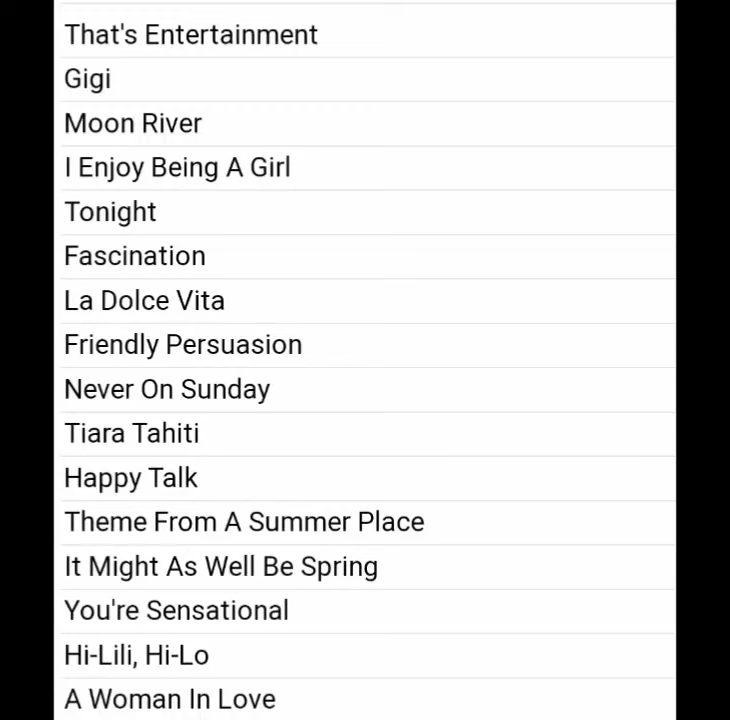 That's Entertainment
Gigi
Moon River
I Enjoy Being A Girl
Tonight
Fascination
La Dolce Vita
Friendly Persuasion
Never On Sunday
Tiara Tahiti
Happy Talk
Theme From A Summer Place
It Might As Well Be Spring
You're Sensational
Hi-Lili, Hi-Lo
A Woman In Love